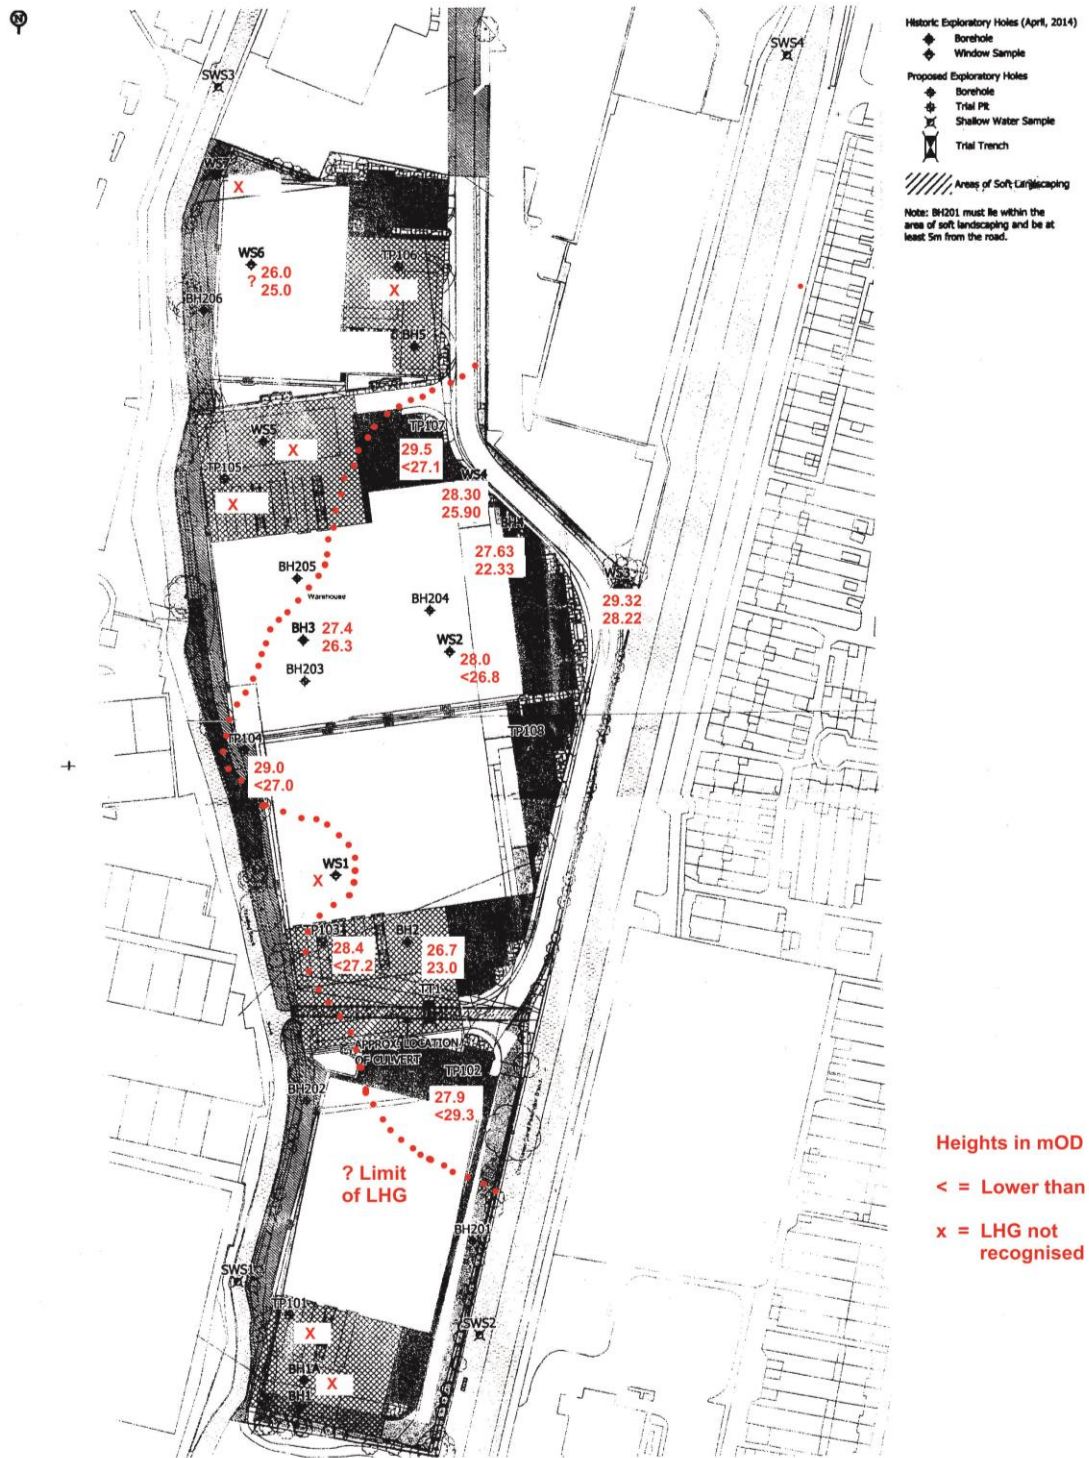 N
Historic Exploratory Holes (April, 2014)
Borehole
Window Sample
Proposed Exploratory Holes
Borehole
Trial Pit
Shallow Water Sample
Trial Trench
Areas of Soft Landscaping
Note: BH201 must lie within the
area of soft landscaping and be at
least 5m from the road.
SWS4
SWS3
WS7
X
WS6
? 26.0
25.0
TP106
X
BH206
BH5
TP107
29.5
<27.1
WS5
X
TP105
X
WS4
28.30
25.90
27.63
22.33
WS3
29.32
28.22
BH205
Warehouse
BH204
BH3
27.4
26.3
WS2
28.0
<26.8
BH203
TP108
TP104
29.0
<27.0
WS1
X
P103
28.4
<27.2
BH2
26.7
23.0
TT1
APPROX. LOCATION
OF CULVERT
TP102
27.9
<29.3
BH202
? Limit
of LHG
BH201
SWS1
TP101
X
SWS2
BH1A
X
BH1
Heights in mOD
< = Lower than
x = LHG not
recognised